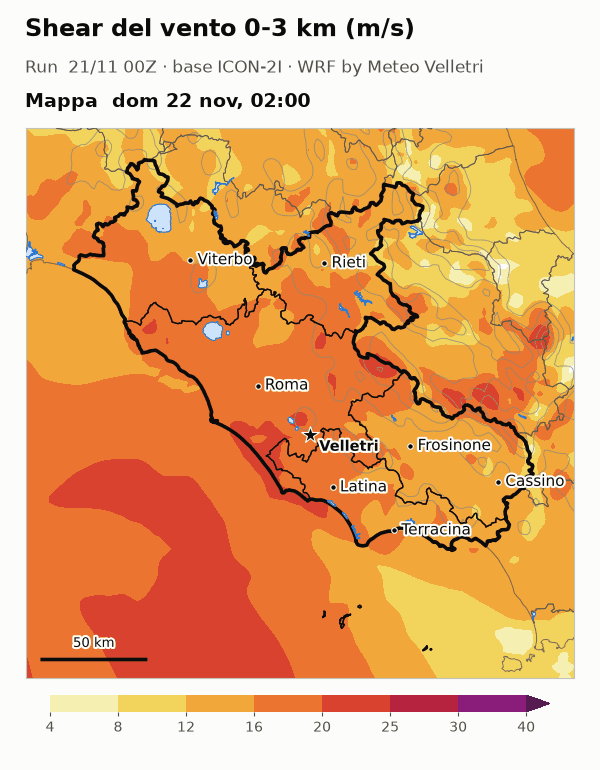 Shear del vento 0-3 km (m/s)
Run  21/11 00Z · base ICON-2I · WRF by Meteo Velletri
Mappa  dom 22 nov, 02:00
Viterbo
Rieti
Roma
Velletri
Frosinone
Cassino
Latina
Terracina
50 km
4 8 12 16 20 25 30 40